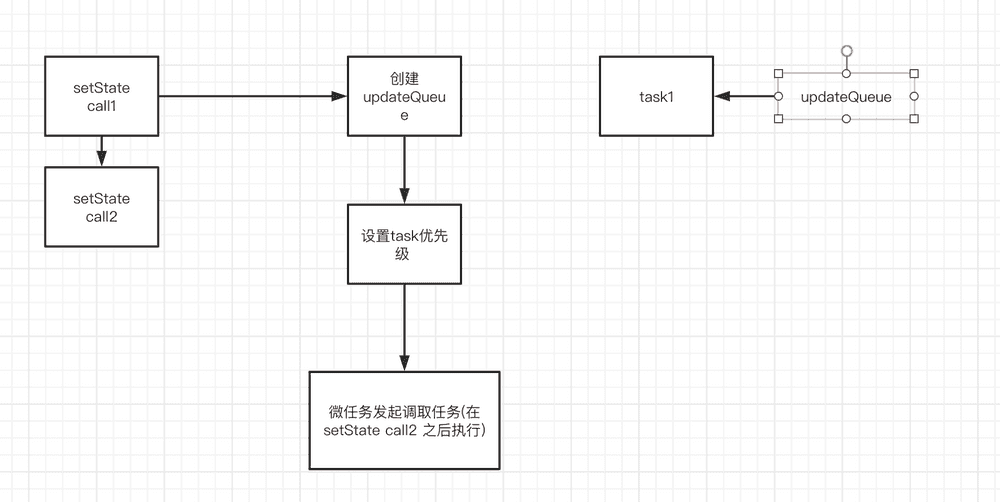 setState
call1
创建
updateQueu
e
task1
updateQueue
setState
call2
设置task优先
级
微任务发起调取任务(在
setState call2 之后执行)